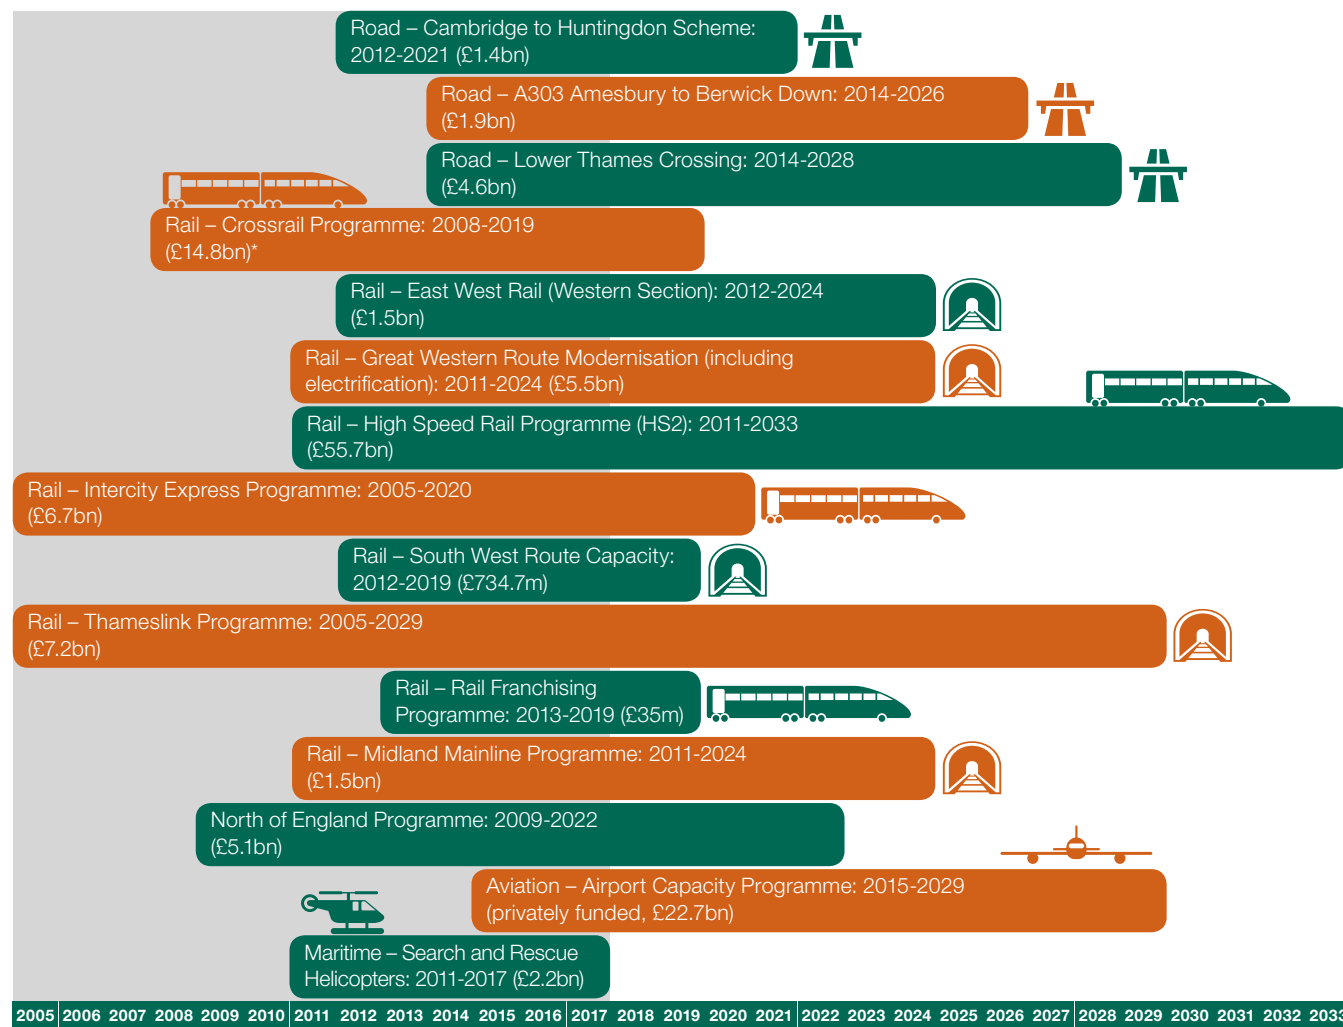 Road – Cambridge to Huntingdon Scheme:
2012-2021 (£1.4bn)
Road – A303 Amesbury to Berwick Down: 2014-2026
(£1.9bn)
Road – Lower Thames Crossing: 2014-2028
(£4.6bn)
Rail – Crossrail Programme: 2008-2019
(£14.8bn)*
Rail – East West Rail (Western Section): 2012-2024
(£1.5bn)
Rail – Great Western Route Modernisation (including
electrification): 2011-2024 (£5.5bn)
Rail – High Speed Rail Programme (HS2): 2011-2033
(£55.7bn)
Rail – Intercity Express Programme: 2005-2020
(£6.7bn)
Rail – South West Route Capacity:
2012-2019 (£734.7m)
Rail – Thameslink Programme: 2005-2029
(£7.2bn)
Rail – Rail Franchising
Programme: 2013-2019 (£35m)
Rail – Midland Mainline Programme: 2011-2024
(£1.5bn)
North of England Programme: 2009-2022
(£5.1bn)
Aviation – Airport Capacity Programme: 2015-2029
(privately funded, £22.7bn)
Maritime – Search and Rescue
Helicopters: 2011-2017 (£2.2bn)
2005 2006 2007 2008 2009 2010 2011 2012 2013 2014 2015 2016 2017 2018 2019 2020 2021 2022 2023 2024 2025 2026 2027 2028 2029 2030 2031 2032 2033